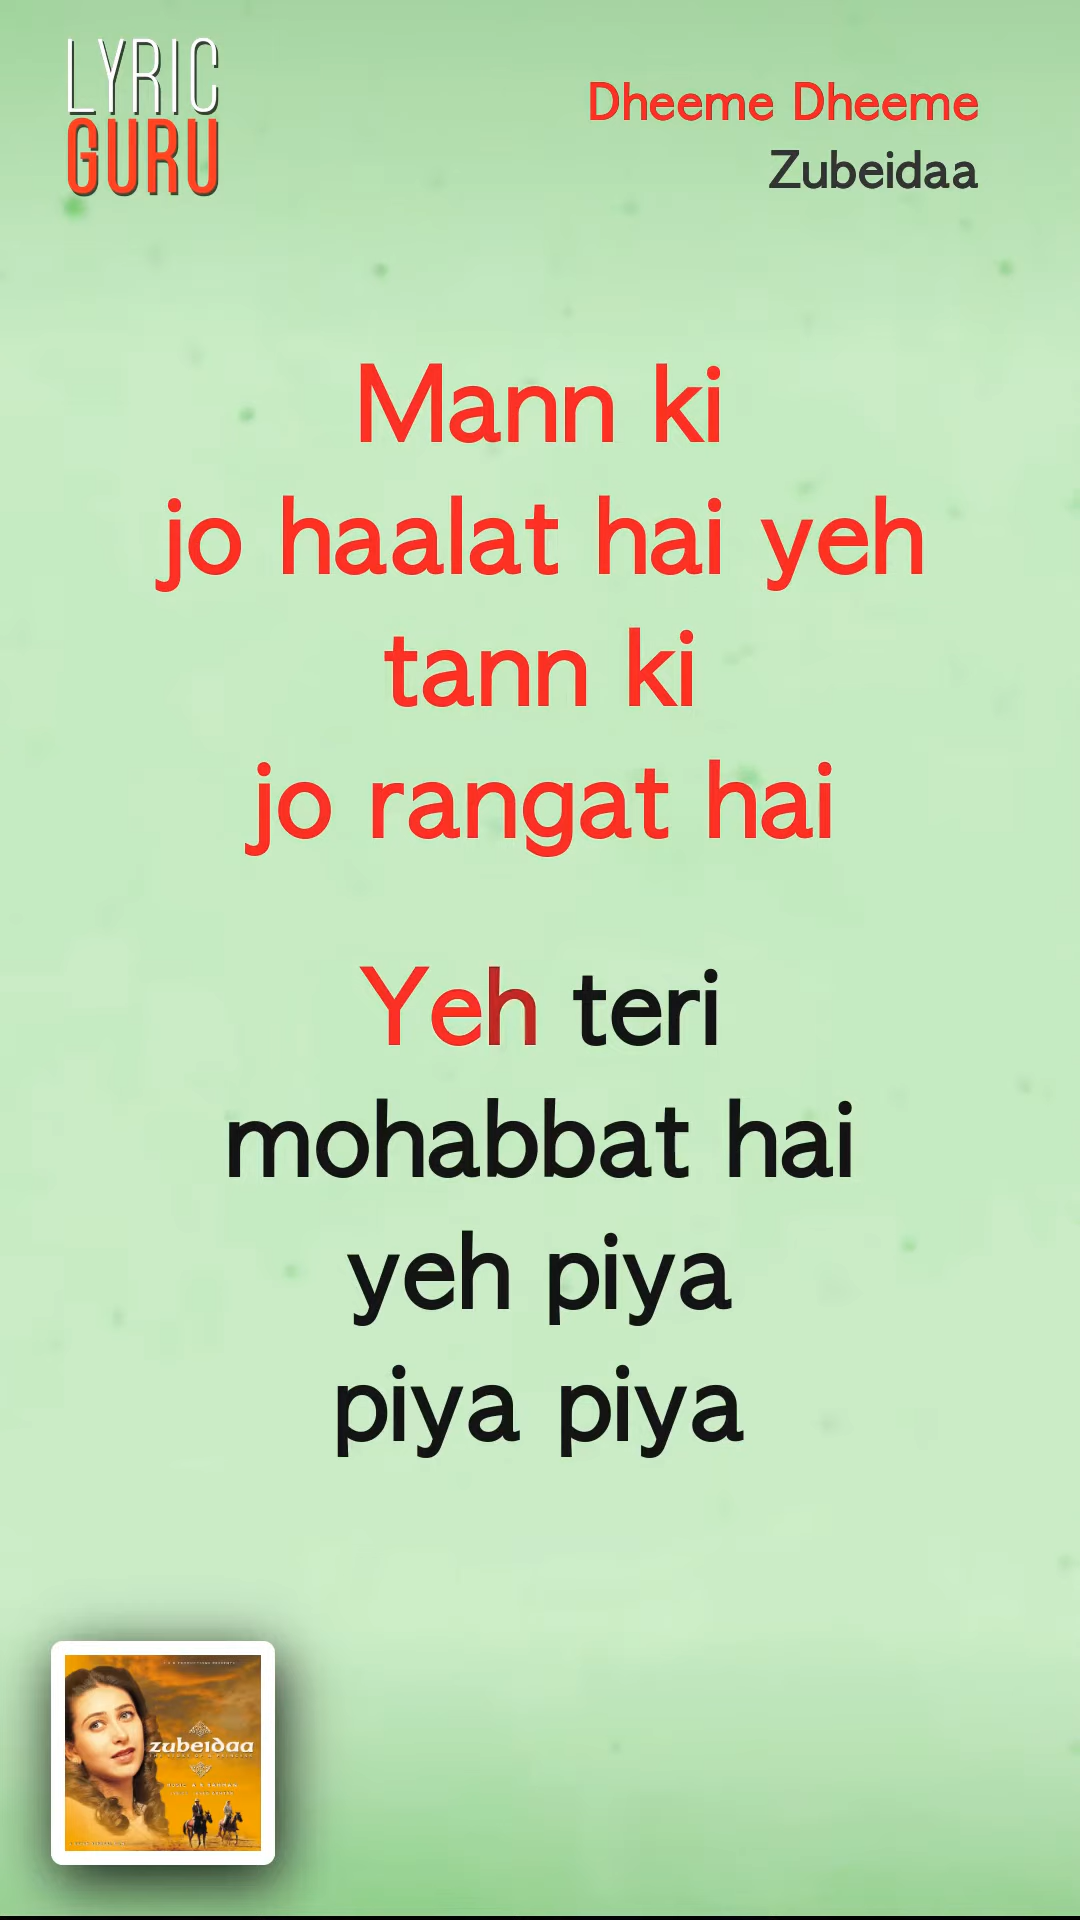 LYRIC
GURU
Dheeme Dheeme
Zubeidaa
Mann ki
jo haalat hai yeh
tann ki
jo rangat hai
Yeh teri
mohabbat hai
yeh piya
piya piya
zubeidaa